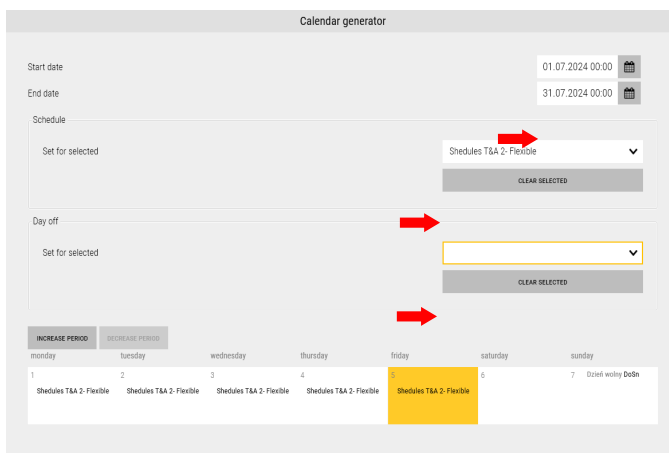 Calendar generator
Start date 01.07.2024 00:00
End date 31.07.2024 00:00
Schedule
Set for selected Shedules T&A 2- Flexible
CLEAR SELECTED
Day off
Set for selected
CLEAR SELECTED
INCREASE PERIOD DECREASE PERIOD
monday tuesday wednesday thursday friday saturday sunday
1 2 3 4 5 6 7 Dzień wolny DoSn
Shedules T&A 2- Flexible Shedules T&A 2- Flexible Shedules T&A 2- Flexible Shedules T&A 2- Flexible Shedules T&A 2- Flexible